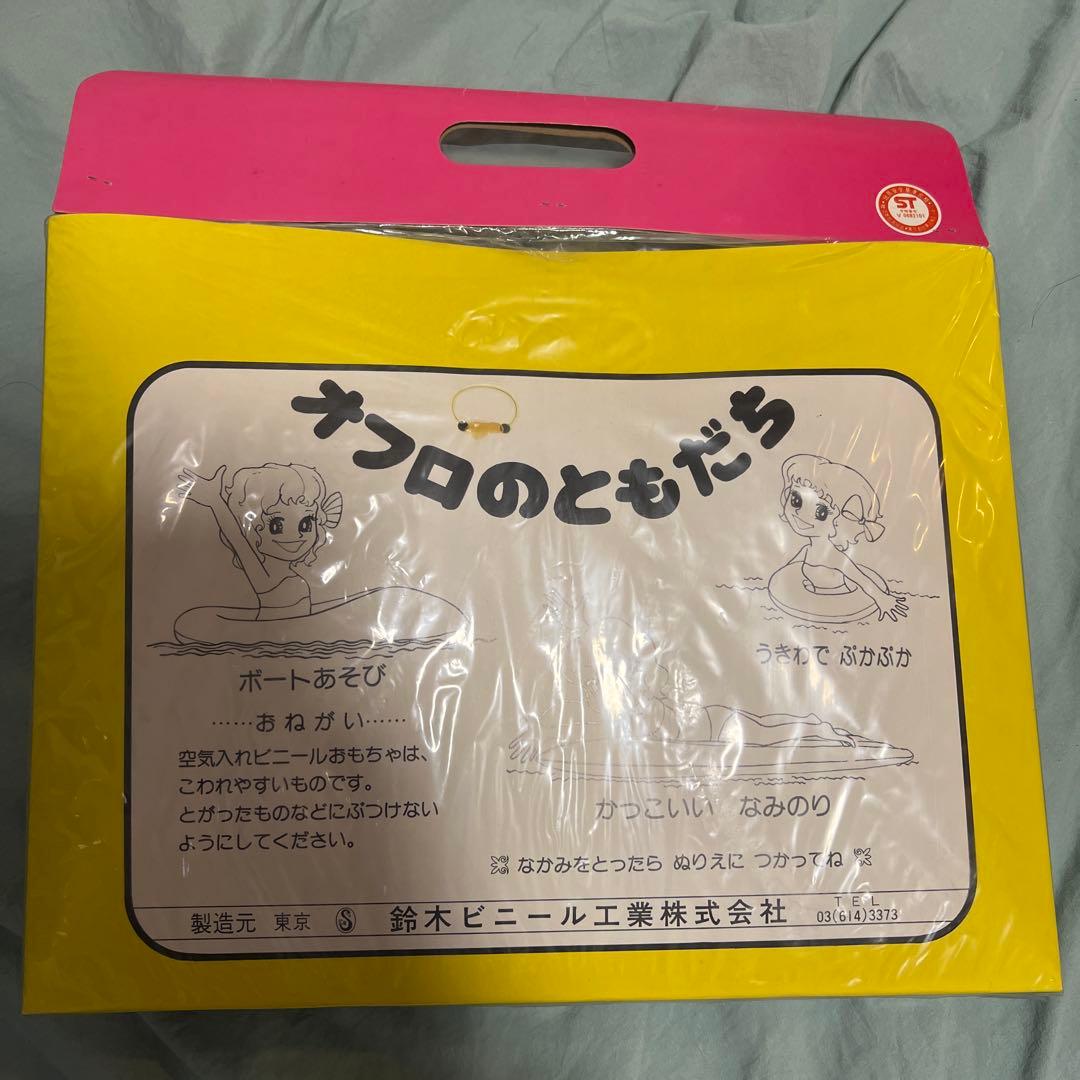 ST
オフロのともだち
ボートあそび
うきわで ぷかぷか
……おねがい……
空気入れビニールおもちゃは、
こわれやすいものです。
とがったものなどにぶつけない
ようにしてください。
かっこいい なみのり
なかみをとったら ぬりえに つかってね
製造元 東京 鈴木ビニール工業株式会社
TEL
03(614)3373